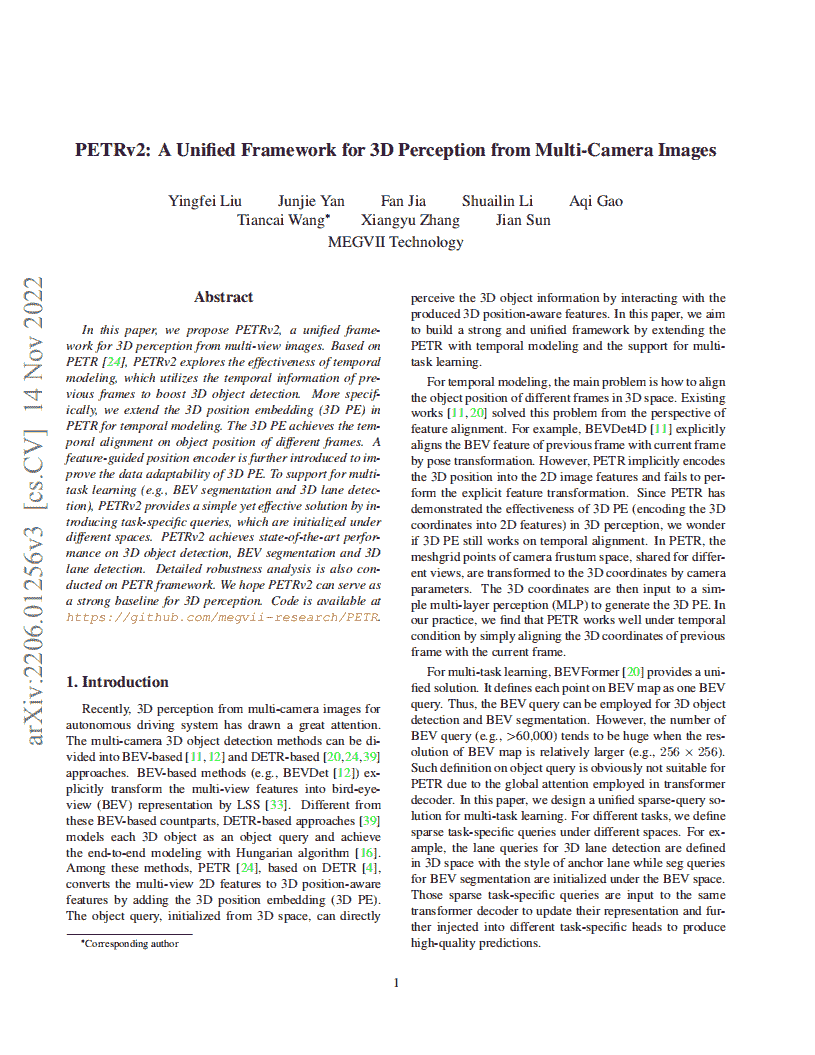 PETRv2: A Unified Framework for 3D Perception from Multi-Camera Images
Yingfei Liu Junjie Yan Fan Jia Shuailin Li Aqi Gao
Tiancai Wang* Xiangyu Zhang Jian Sun
MEGVII Technology
arXiv:2206.01256v3 [cs.CV] 14 Nov 2022
Abstract
In this paper, we propose PETRv2, a unified frame-
work for 3D perception from multi-view images. Based on
PETR [24], PETRv2 explores the effectiveness of temporal
modeling, which utilizes the temporal information of pre-
vious frames to boost 3D object detection. More specif-
ically, we extend the 3D position embedding (3D PE) in
PETR for temporal modeling. The 3D PE achieves the tem-
poral alignment on object position of different frames. A
feature-guided position encoder is further introduced to im-
prove the data adaptability of 3D PE. To support for multi-
task learning (e.g., BEV segmentation and 3D lane detec-
tion), PETRv2 provides a simple yet effective solution by in-
troducing task-specific queries, which are initialized under
different spaces. PETRv2 achieves state-of-the-art perfor-
mance on 3D object detection, BEV segmentation and 3D
lane detection. Detailed robustness analysis is also con-
ducted on PETR framework. We hope PETRv2 can serve as
a strong baseline for 3D perception. Code is available at
https://github.com/megvii-research/PETR.
1. Introduction
Recently, 3D perception from multi-camera images for
autonomous driving system has drawn a great attention.
The multi-camera 3D object detection methods can be di-
vided into BEV-based [11,12] and DETR-based [20,24,39]
approaches. BEV-based methods (e.g., BEVDet [12]) ex-
plicitly transform the multi-view features into bird-eye-
view (BEV) representation by LSS [33]. Different from
these BEV-based countparts, DETR-based approaches [39]
models each 3D object as an object query and achieve
the end-to-end modeling with Hungarian algorithm [16].
Among these methods, PETR [24], based on DETR [4],
converts the multi-view 2D features to 3D position-aware
features by adding the 3D position embedding (3D PE).
The object query, initialized from 3D space, can directly
*Corresponding author
perceive the 3D object information by interacting with the
produced 3D position-aware features. In this paper, we aim
to build a strong and unified framework by extending the
PETR with temporal modeling and the support for multi-
task learning.
For temporal modeling, the main problem is how to align
the object position of different frames in 3D space. Existing
works [11,20] solved this problem from the perspective of
feature alignment. For example, BEVDet4D [11] explicitly
aligns the BEV feature of previous frame with current frame
by pose transformation. However, PETR implicitly encodes
the 3D position into the 2D image features and fails to per-
form the explicit feature transformation. Since PETR has
demonstrated the effectiveness of 3D PE (encoding the 3D
coordinates into 2D features) in 3D perception, we wonder
if 3D PE still works on temporal alignment. In PETR, the
meshgrid points of camera frustum space, shared for differ-
ent views, are transformed to the 3D coordinates by camera
parameters. The 3D coordinates are then input to a sim-
ple multi-layer perception (MLP) to generate the 3D PE. In
our practice, we find that PETR works well under temporal
condition by simply aligning the 3D coordinates of previous
frame with the current frame.
For multi-task learning, BEVFormer [20] provides a uni-
fied solution. It defines each point on BEV map as one BEV
query. Thus, the BEV query can be employed for 3D object
detection and BEV segmentation. However, the number of
BEV query (e.g., >60,000) tends to be huge when the res-
olution of BEV map is relatively larger (e.g., 256 × 256).
Such definition on object query is obviously not suitable for
PETR due to the global attention employed in transformer
decoder. In this paper, we design a unified sparse-query so-
lution for multi-task learning. For different tasks, we define
sparse task-specific queries under different spaces. For ex-
ample, the lane queries for 3D lane detection are defined
in 3D space with the style of anchor lane while seg queries
for BEV segmentation are initialized under the BEV space.
Those sparse task-specific queries are input to the same
transformer decoder to update their representation and fur-
ther injected into different task-specific heads to produce
high-quality predictions.
1